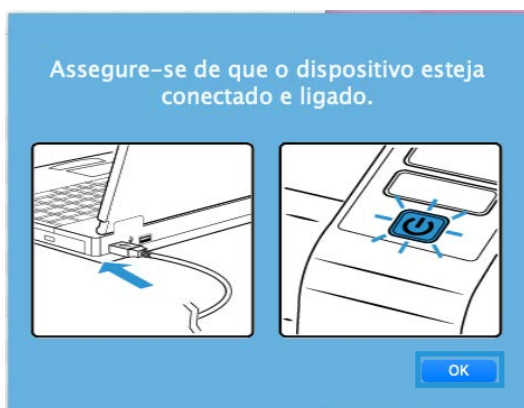 Assegure-se de que o dispositivo esteja
conectado e ligado.
OK